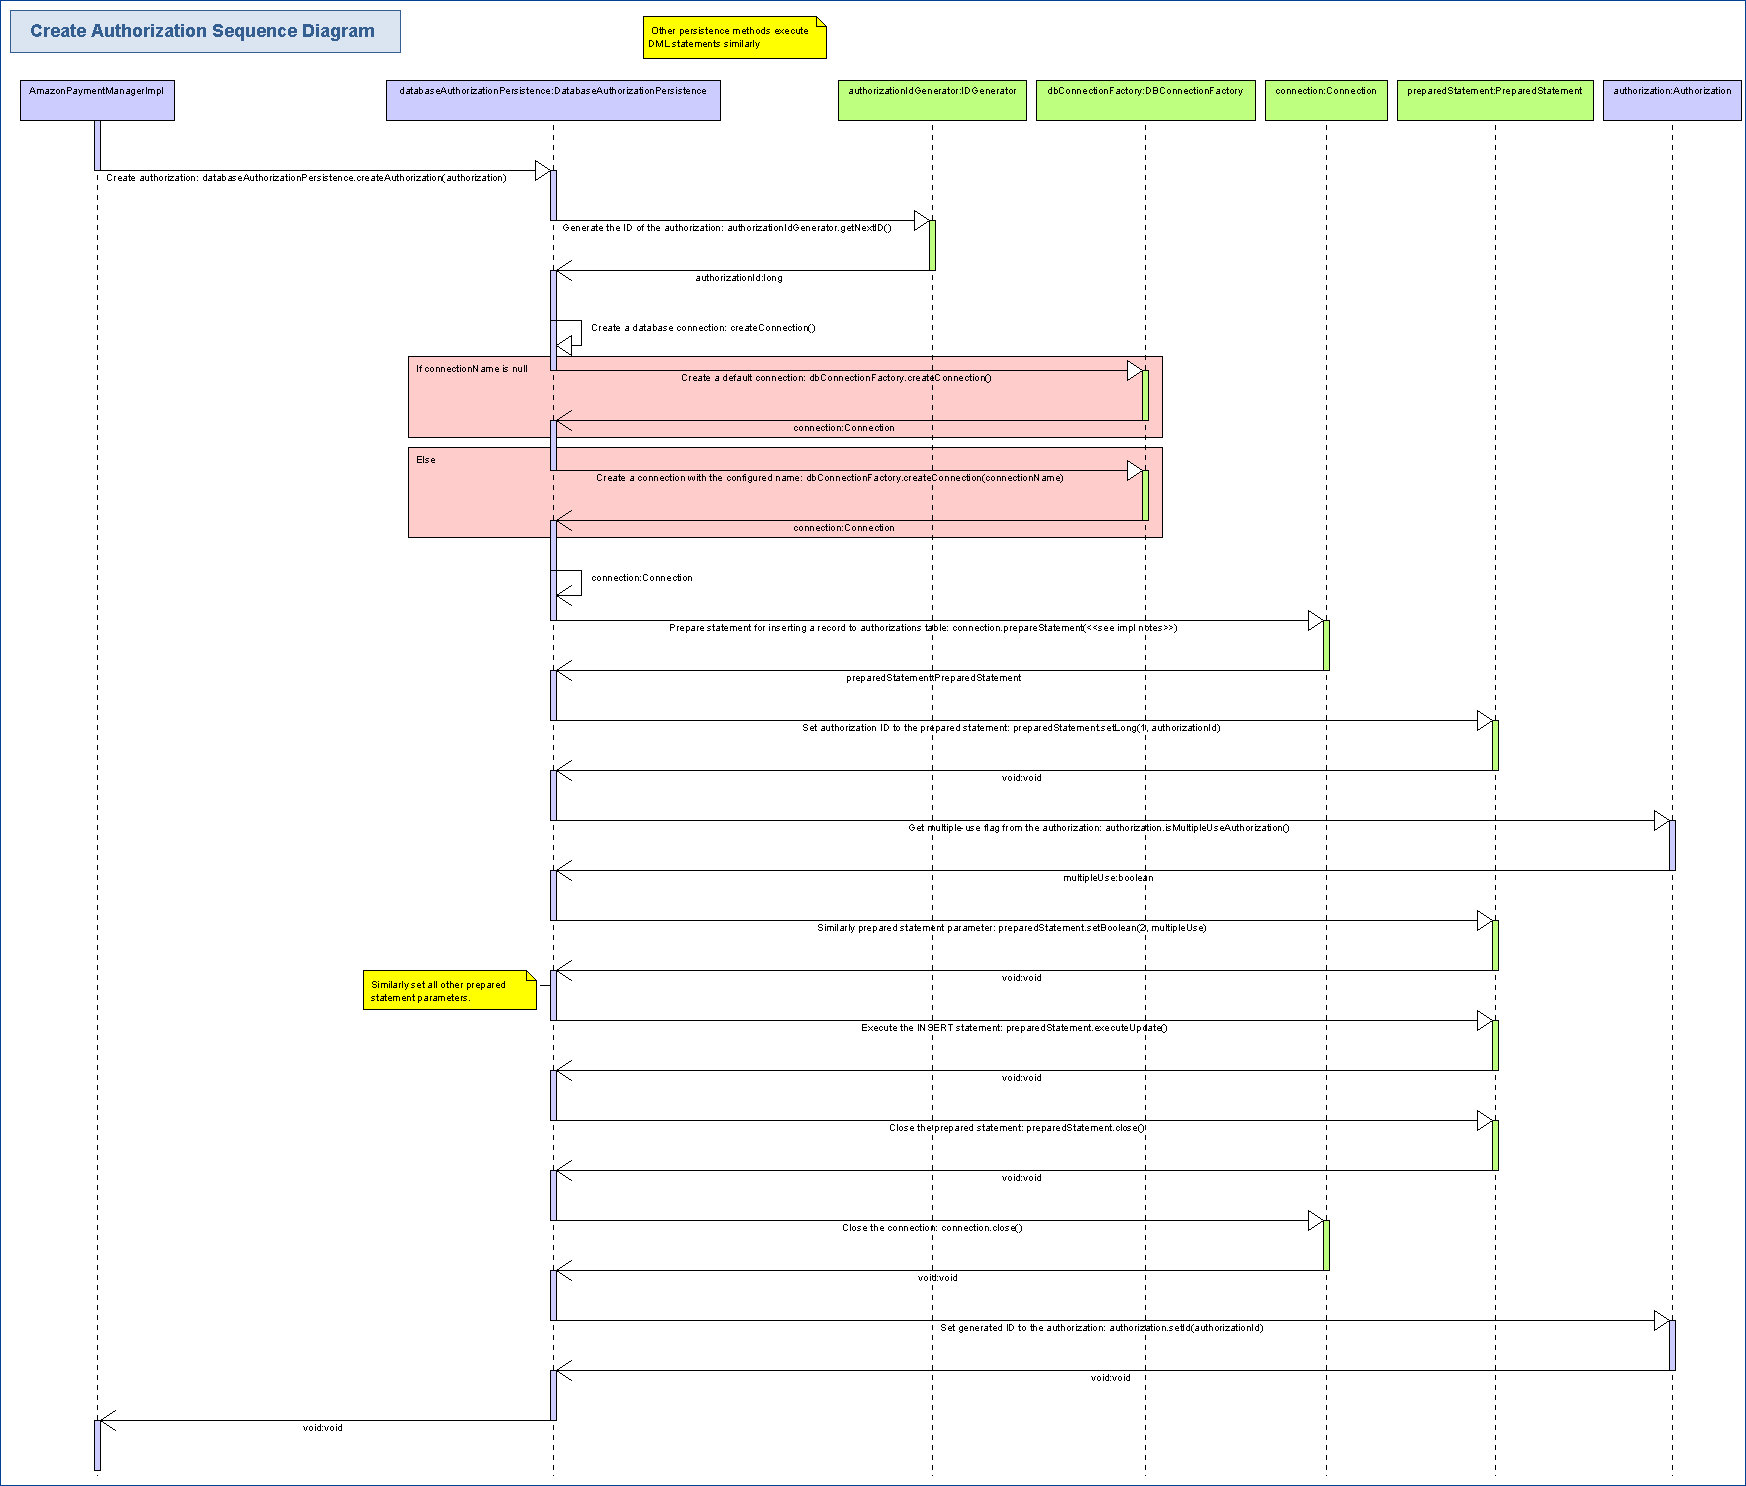 Create Authorization Sequence Diagram
Other persistence methods execute
DML statements similarly
AmazonPaymentManagerImpl
databaseAuthorizationPersistence:DatabaseAuthorizationPersistence
authorizationIdGenerator:IDGenerator
dbConnectionFactory:DBConnectionFactory
connection:Connection
preparedStatement:PreparedStatement
authorization:Authorization
Create authorization: databaseAuthorizationPersistence.createAuthorization(authorization)
Generate the ID of the authorization: authorizationIdGenerator.getNextID()
authorizationId:long
Create a database connection: createConnection()
If connectionName is null
Create a default connection: dbConnectionFactory.createConnection()
connection:Connection
Else
Create a connection with the configured name: dbConnectionFactory.createConnection(connectionName)
connection:Connection
connection:Connection
Prepare statement for inserting a record to authorizations table: connection.prepareStatement(<<see impl notes>>)
preparedStatement:PreparedStatement
Set authorization ID to the prepared statement: preparedStatement.setLong(1, authorizationId)
void:void
Get multiple-use flag from the authorization: authorization.isMultipleUseAuthorization()
multipleUse:boolean
Similarly prepared statement parameter: preparedStatement.setBoolean(2, multipleUse)
void:void
Similarly set all other prepared
statement parameters.
Execute the INSERT statement: preparedStatement.executeUpdate()
void:void
Close the prepared statement: preparedStatement.close()
void:void
Close the connection: connection.close()
void:void
Set generated ID to the authorization: authorization.setId(authorizationId)
void:void
void:void